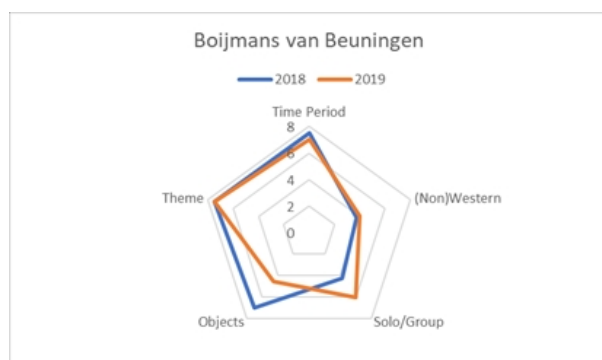 Boijmans van Beuningen
2018 2019
Time Period
8
6
4
2
0
(Non)Western
Theme
Objects
Solo/Group